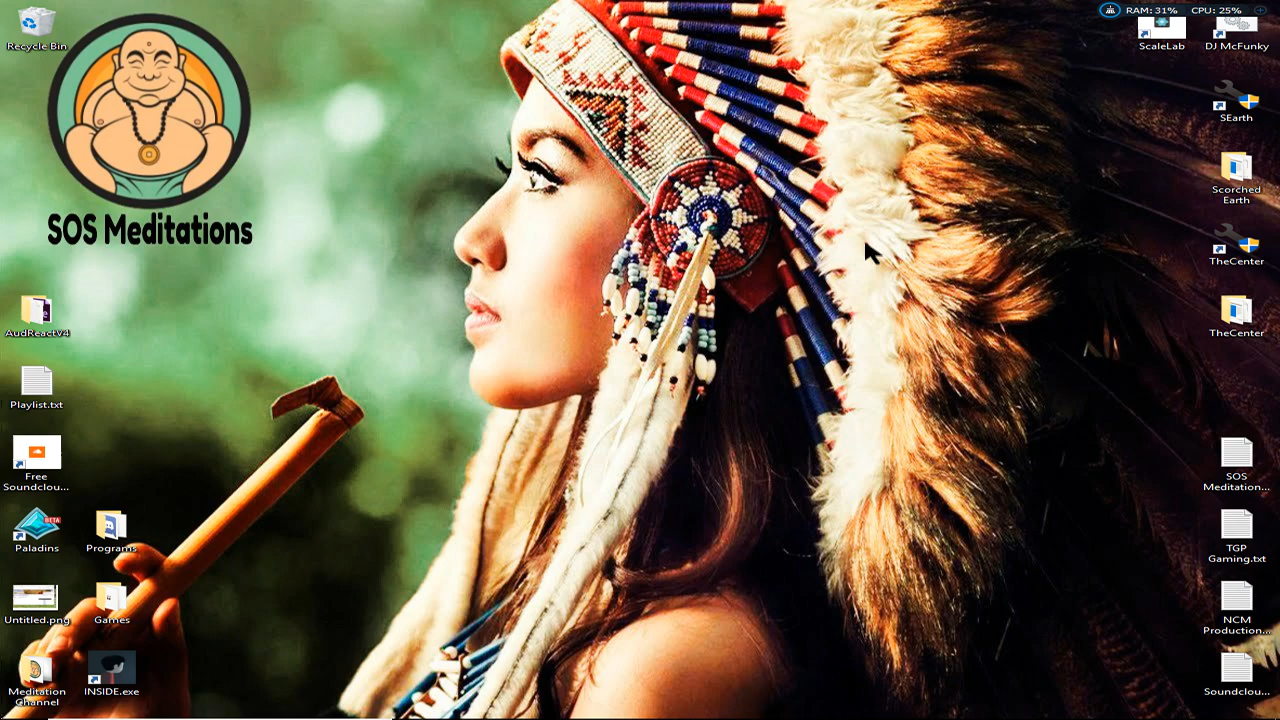 RAM: 31% CPU: 25%
Recycle Bin
ScaleLab
DJ McFunky
SEarth
Scorched
Earth
SOS Meditations
TheCenter
AudReactV4
TheCenter
Playlist.txt
Free
Soundclou...
SOS
Meditation...
Paladins
BETA
Programs
TGP
Gaming.txt
Untitled.png
Games
NCM
Production...
Meditation
Channel
INSIDE.exe
Soundclou...